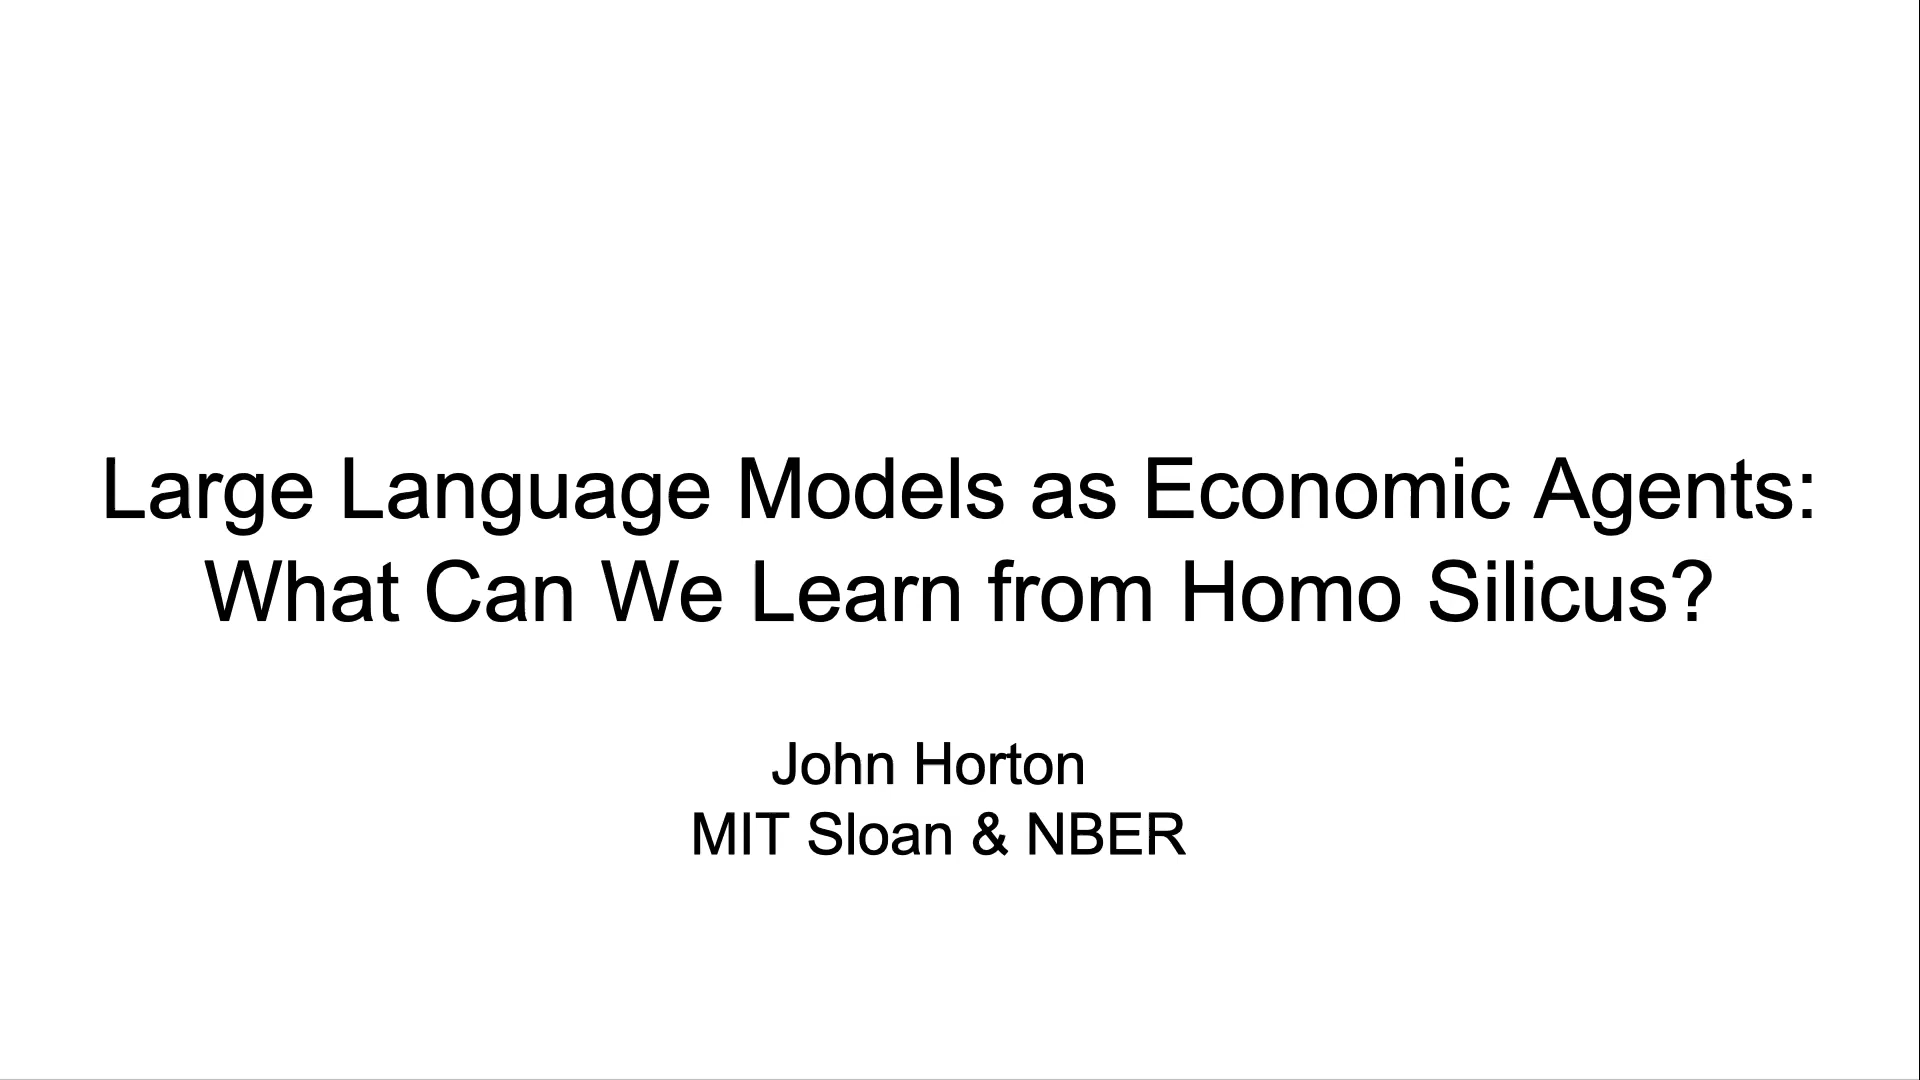 Large Language Models as Economic Agents:
What Can We Learn from Homo Silicus?
John Horton
MIT Sloan & NBER